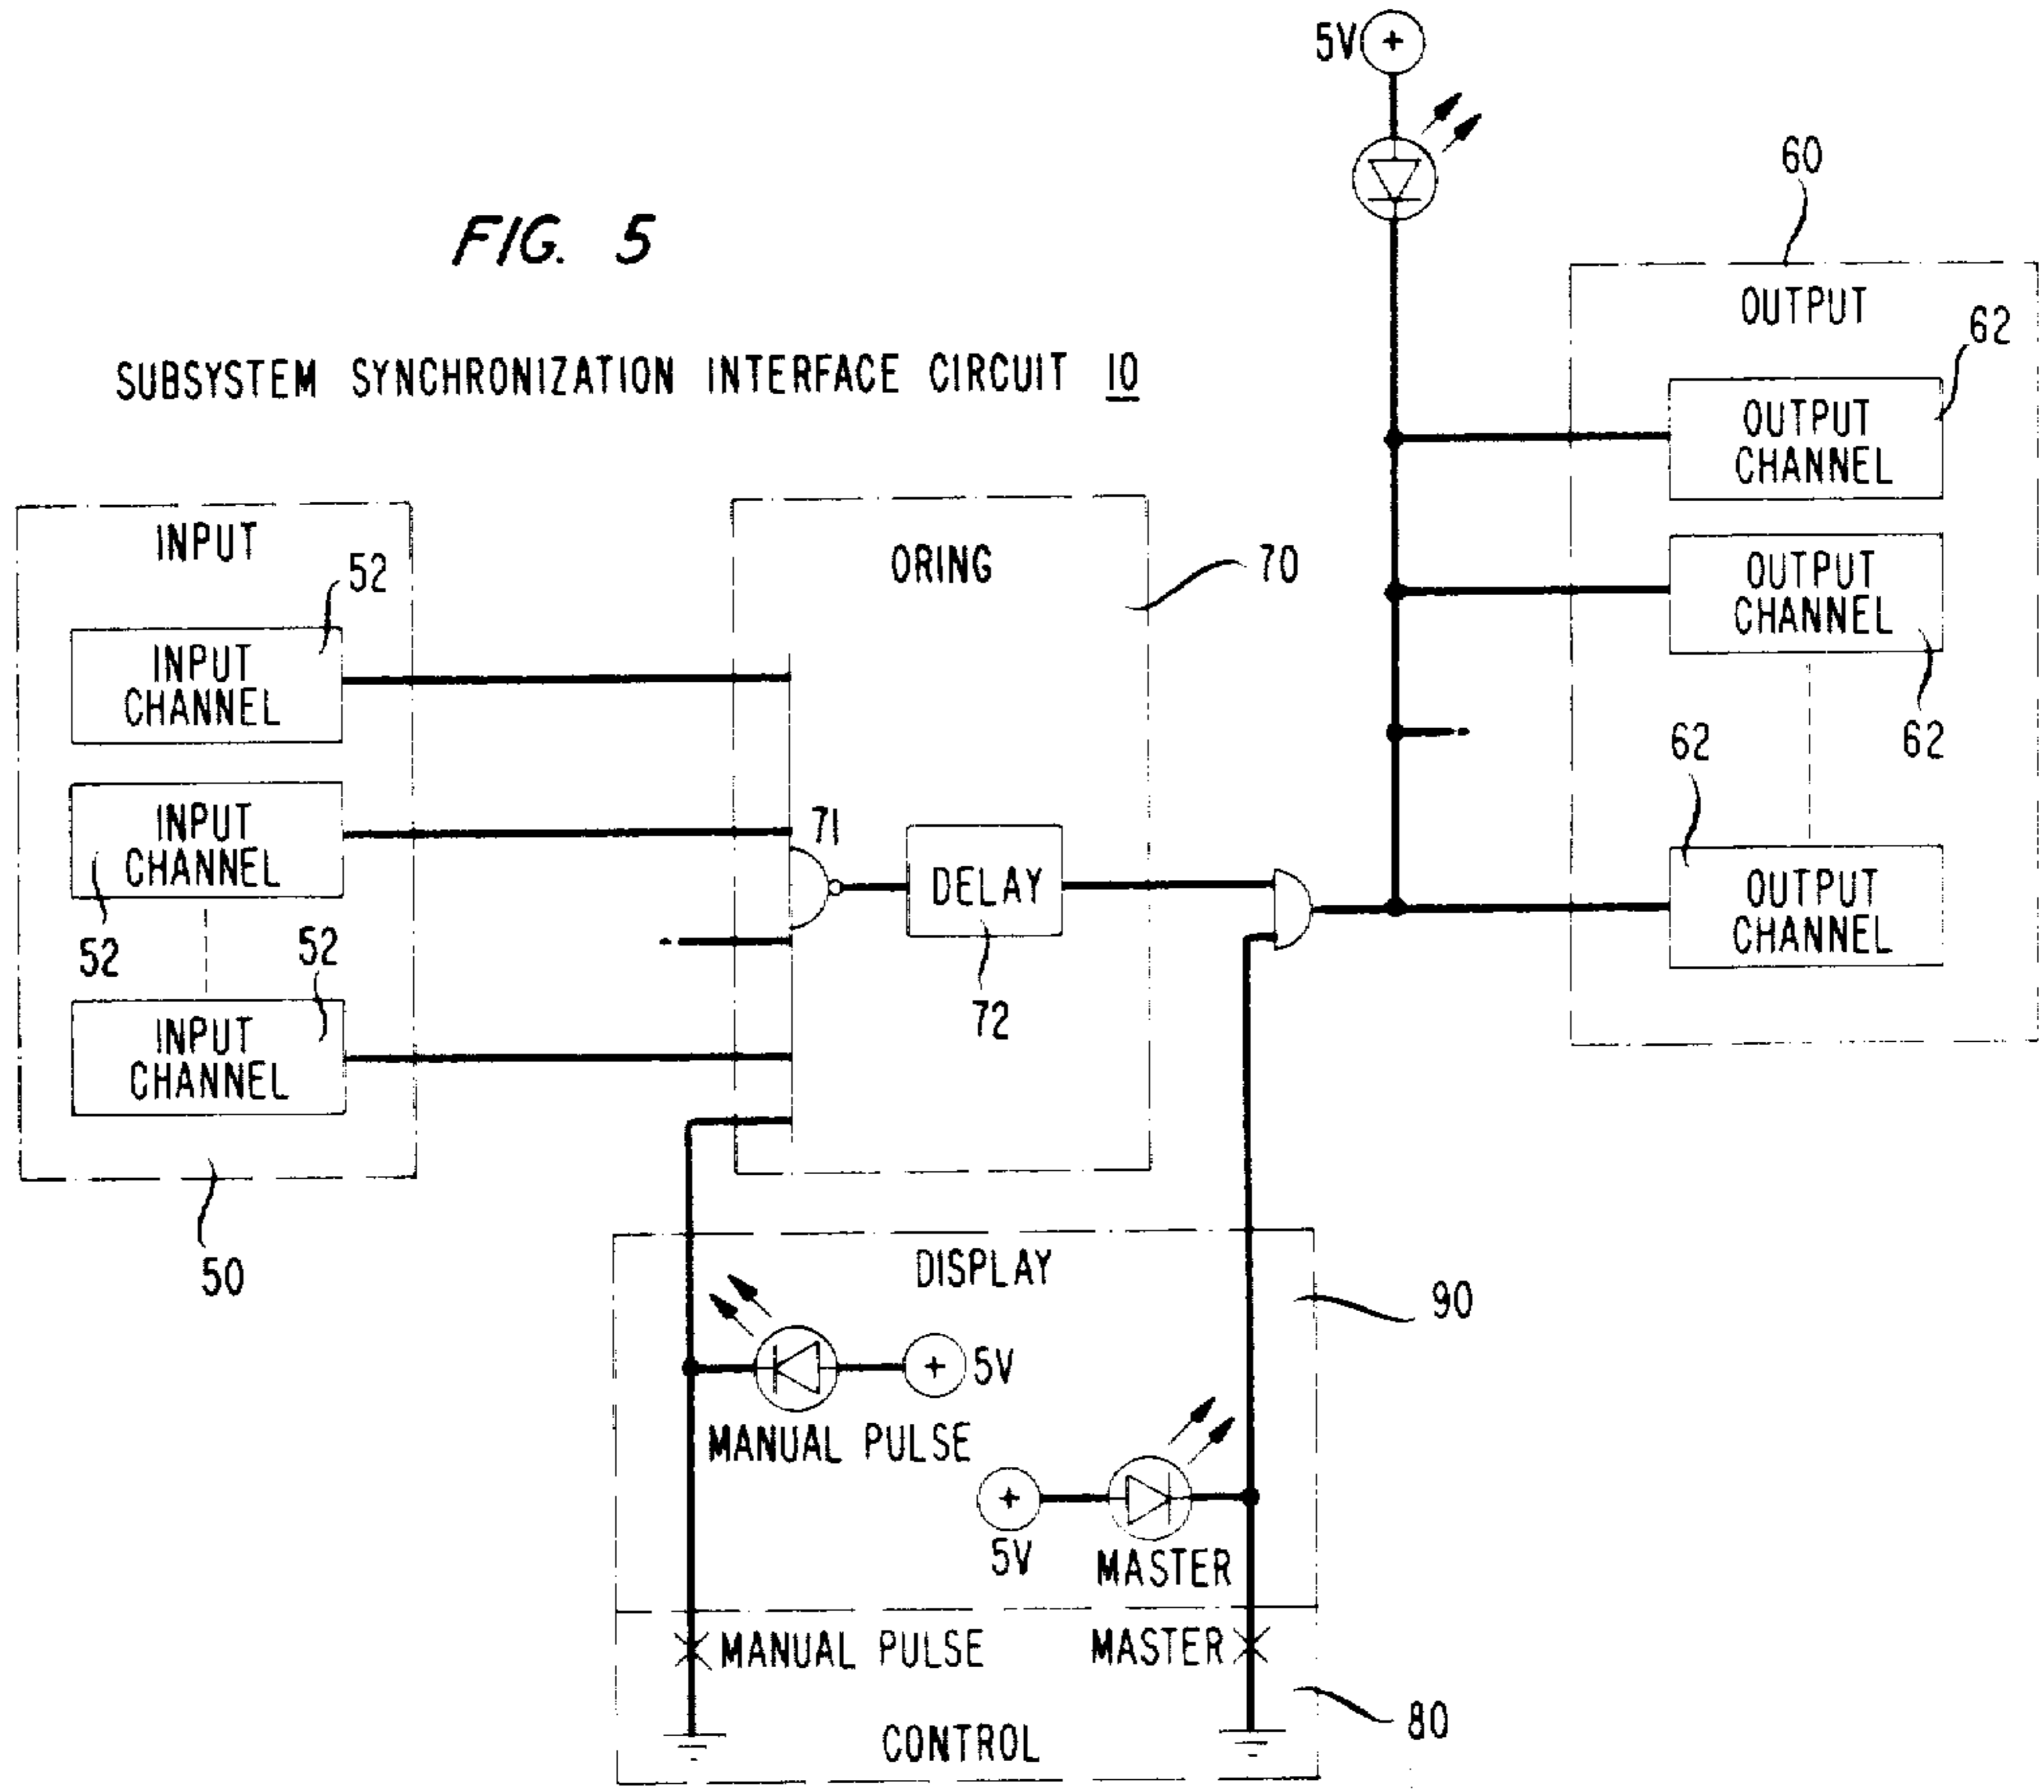 5V +
FIG. 5
60
OUTPUT
62
SUBSYSTEM SYNCHRONIZATION INTERFACE CIRCUIT 10
OUTPUT
CHANNEL
INPUT
ORING
70
52
OUTPUT
CHANNEL
INPUT
CHANNEL
62
62
INPUT
CHANNEL
71
DELAY
OUTPUT
CHANNEL
52
52
72
INPUT
CHANNEL
50
DISPLAY
90
+ 5V
MANUAL PULSE
+
5V
MASTER
MANUAL PULSE
MASTER
80
CONTROL